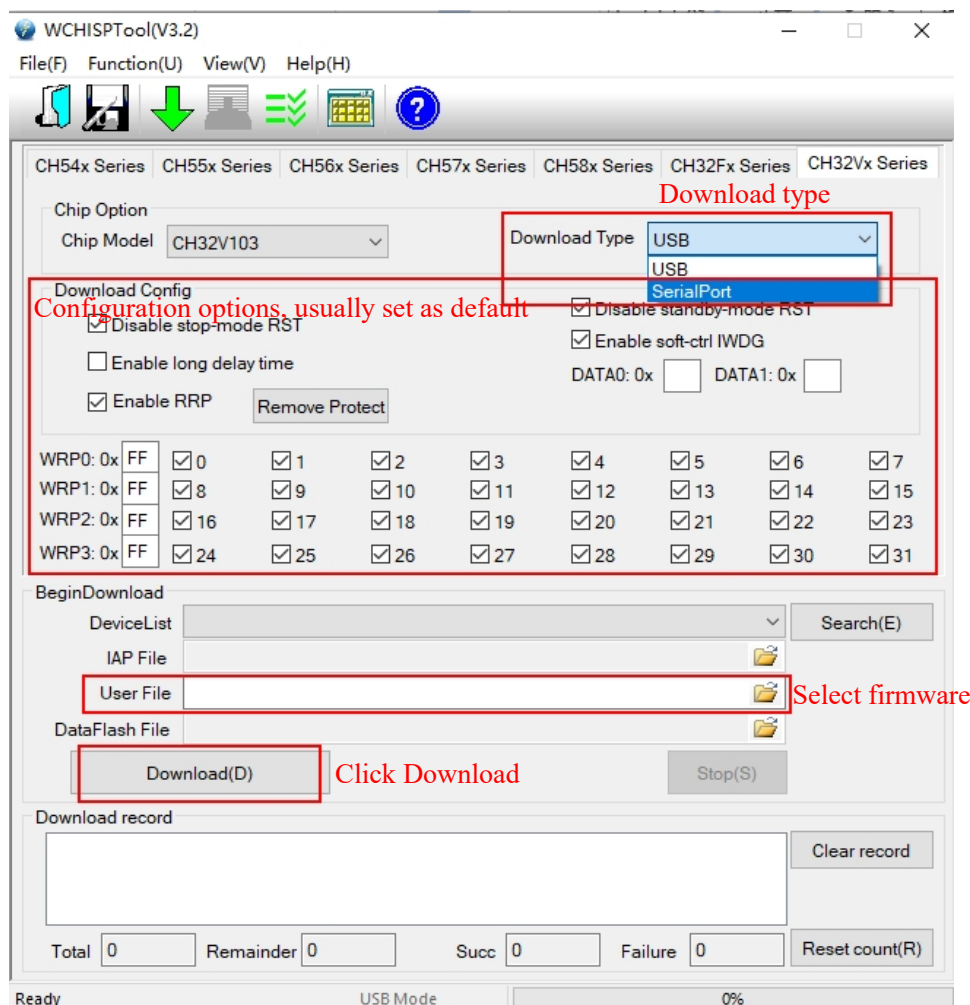 WCHISPTool(V3.2)
File(F) Function(U) View(V) Help(H)
CH54x Series CH55x Series CH56x Series CH57x Series CH58x Series CH32Fx Series CH32Vx Series
Download type
Chip Option
Chip Model CH32V103 Download Type USB
USB
SerialPort
Download Config
Configuration options, usually set as default
Disable stop-mode RST Disable standby-mode RST
Enable soft-ctrl IWDG
Enable long delay time
DATA0: 0x DATA1: 0x
Enable RRP Remove Protect
WRP0: 0x FF 0 1 2 3 4 5 6 7
WRP1: 0x FF 8 9 10 11 12 13 14 15
WRP2: 0x FF 16 17 18 19 20 21 22 23
WRP3: 0x FF 24 25 26 27 28 29 30 31
BeginDownload
DeviceList Search(E)
IAP File
User File Select firmware
DataFlash File
Download(D) Click Download Stop(S)
Download record
Clear record
Total 0 Remainder 0 Succ 0 Failure 0 Reset count(R)
Ready USB Mode 0%